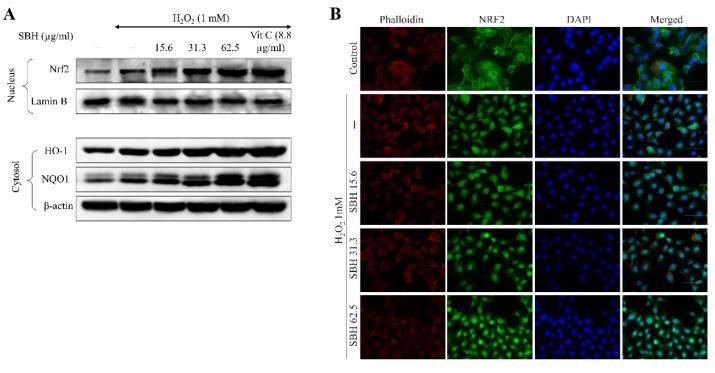 A
H₂O₂ (1 mM)
SBH (µg/ml) – – 15.6 31.3 62.5 Vit C (8.8 µg/ml)
Nucleus
Nrf2
Lamin B
Cytosol
HO-1
NQO1
β-actin
B
Phalloidin NRF2 DAPI Merged
Control
H₂O₂ 1mM
–
SBH 15.6
SBH 31.3
SBH 62.5